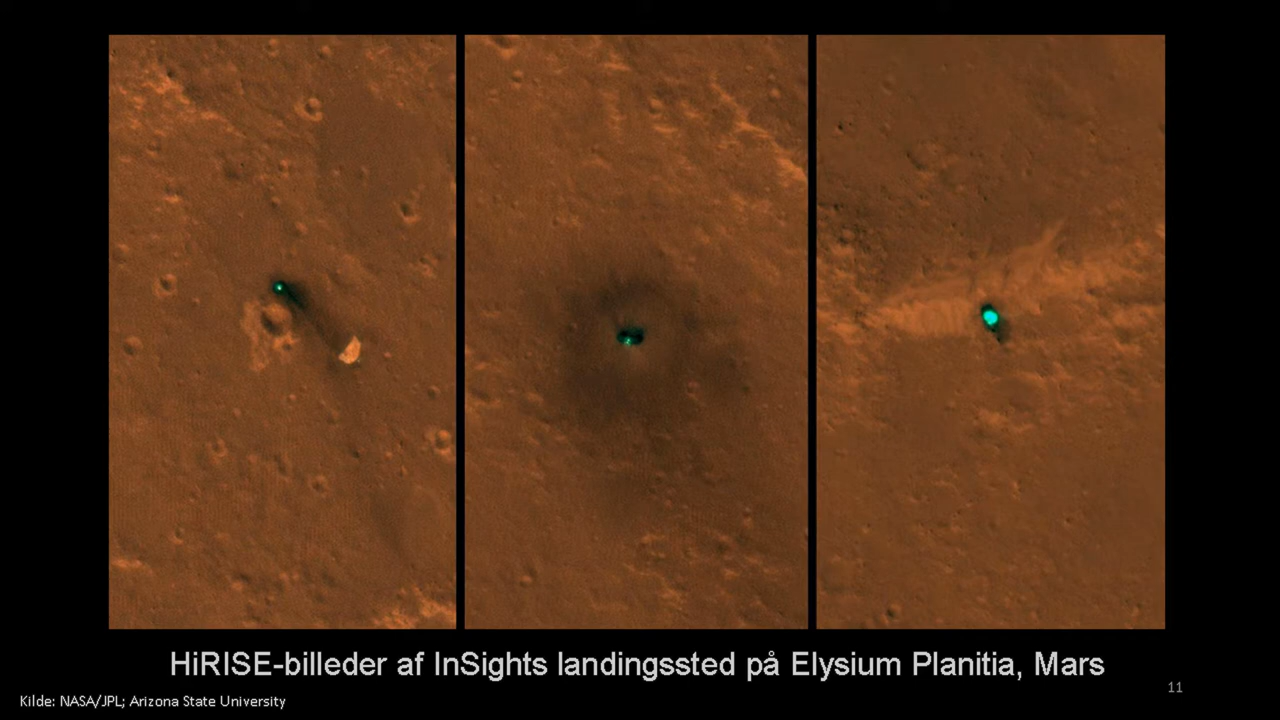 HiRISE-billeder af InSights landingssted på Elysium Planitia, Mars
11
Kilde: NASA/JPL; Arizona State University